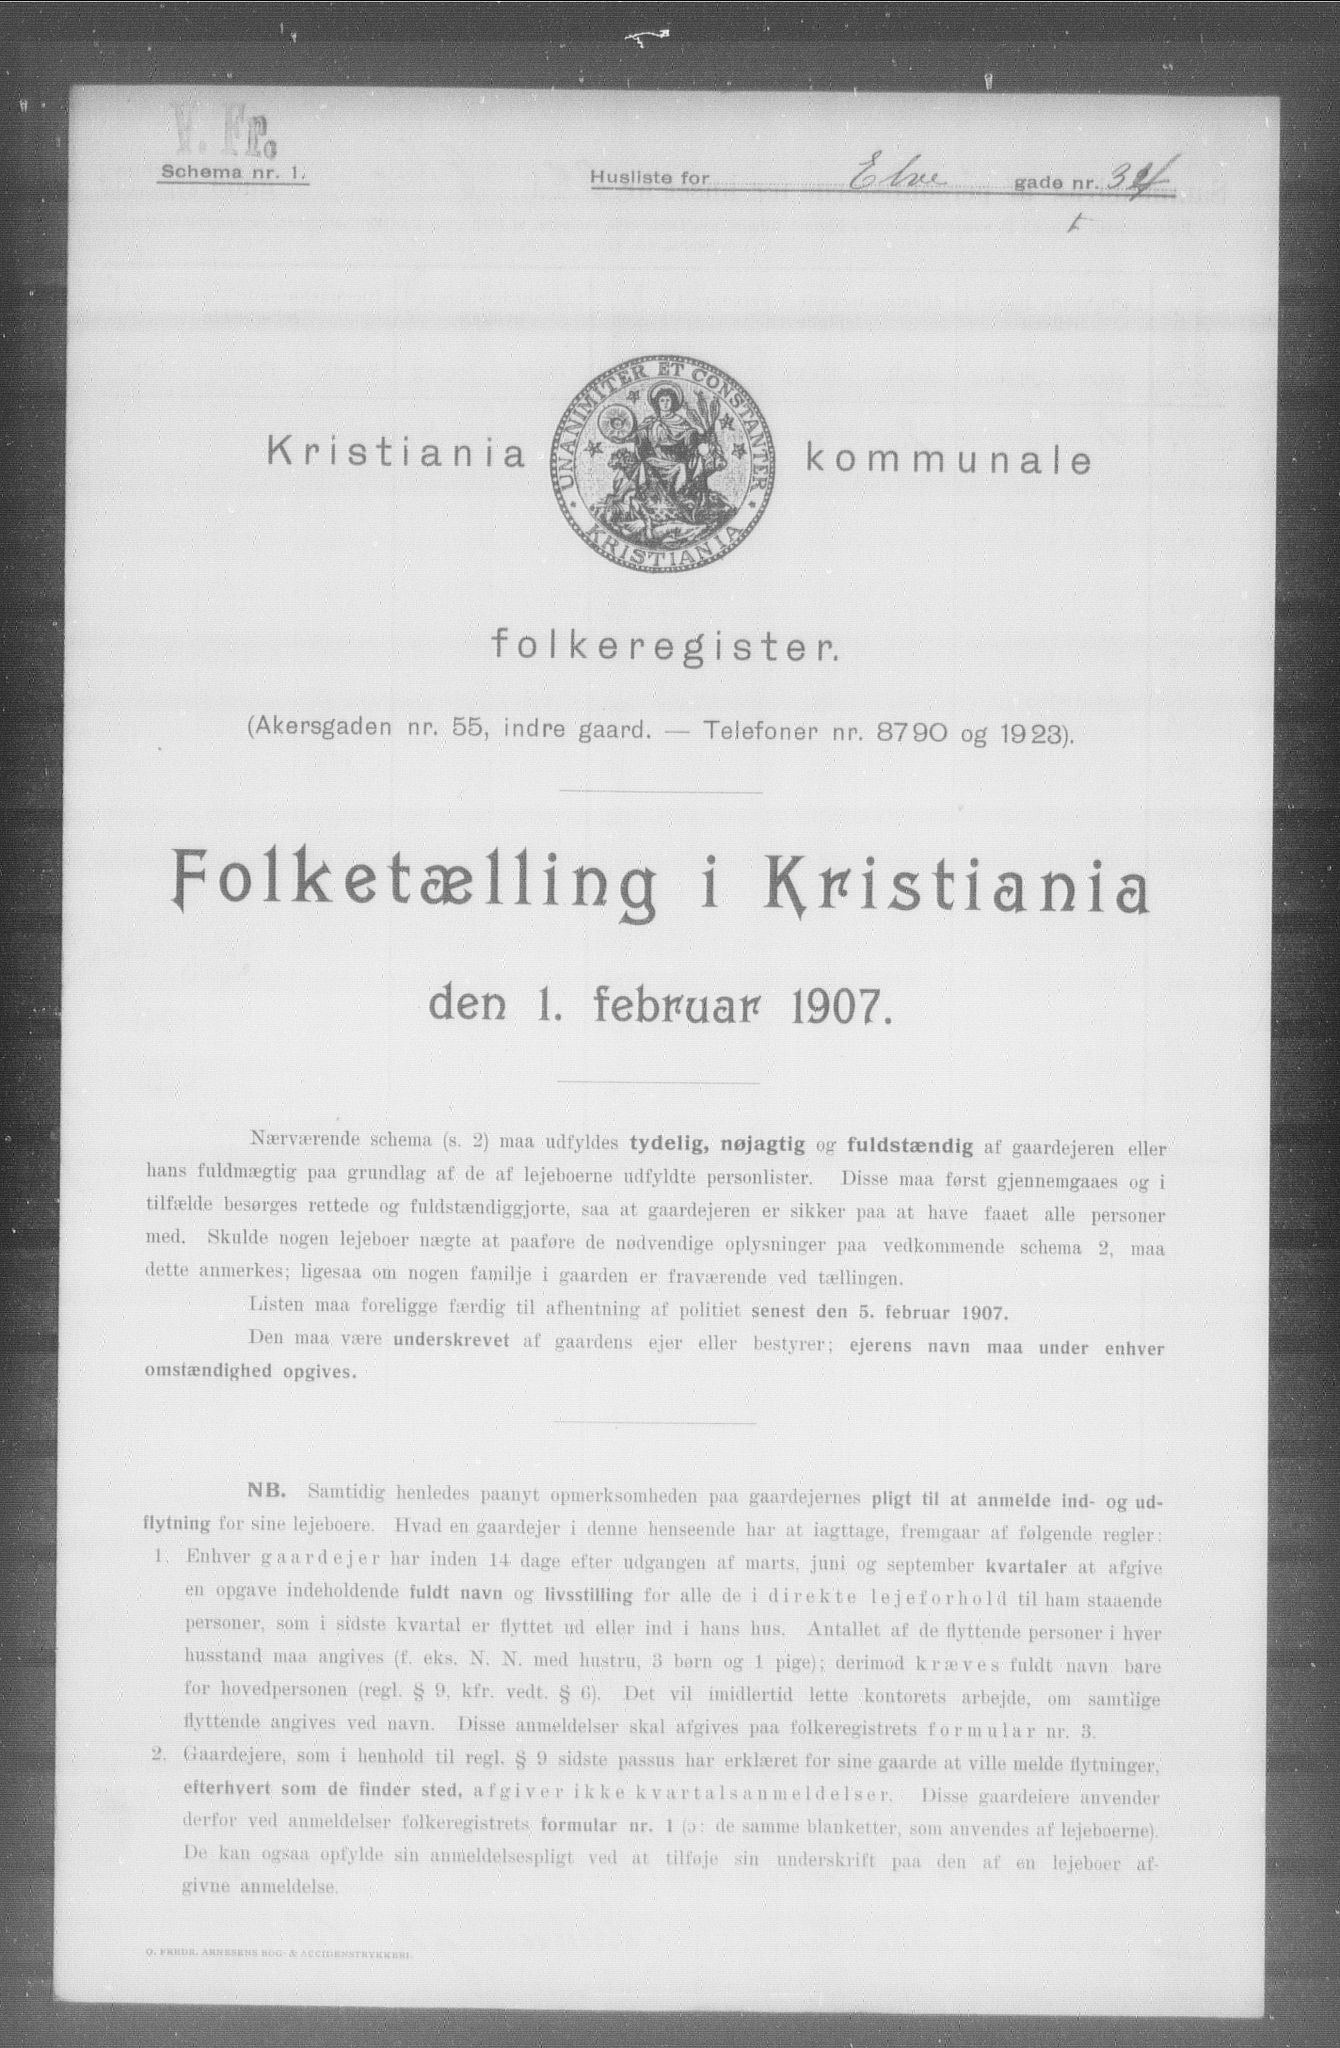 V. Fr.
Schema nr. 1.
Husliste for Elve gade nr. 34
UNANIMITER ET CONSTANTER
KRISTIANIA
Kristiania kommunale
folkeregister.
(Akersgaden nr. 55, indre gaard. — Telefoner nr. 8790 og 1923).
Folketælling i Kristiania
den 1. februar 1907.
Nærværende schema (s. 2) maa udfyldes tydelig, nøjagtig og fuldstændig af gaardejeren eller
hans fuldmægtig paa grundlag af de af lejeboerne udfyldte personlister. Disse maa først gjennemgaaes og i
tilfælde besørges rettede og fuldstændiggjorte, saa at gaardejeren er sikker paa at have faaet alle personer
med. Skulde nogen lejeboer nægte at paaføre de nødvendige oplysninger paa vedkommende schema 2, maa
dette anmerkes; ligesaa om nogen familje i gaarden er fraværende ved tællingen.
Listen maa foreligge færdig til afhentning af politiet senest den 5. februar 1907.
Den maa være underskrevet af gaardens ejer eller bestyrer; ejerens navn maa under enhver
omstændighed opgives.
NB. Samtidig henledes paanyt opmerksomheden paa gaardejernes pligt til at anmelde ind- og ud-
flytning for sine lejeboere. Hvad en gaardejer i denne henseende har at iagttage, fremgaar af følgende regler:
1. Enhver gaardejer har inden 14 dage efter udgangen af marts, juni og september kvartaler at afgive
en opgave indeholdende fuldt navn og livsstilling for alle de i direkte lejeforhold til ham staaende
personer, som i sidste kvartal er flyttet ud eller ind i hans hus. Antallet af de flyttende personer i hver
husstand maa angives (f. eks. N. N. med hustru, 3 børn og 1 pige); derimod kræves fuldt navn bare
for hovedpersonen (regl. § 9, kfr. vedt. § 6). Det vil imidlertid lette kontorets arbejde, om samtlige
flyttende angives ved navn. Disse anmeldelser skal afgives paa folkeregistrets formular nr. 3.
2. Gaardejere, som i henhold til regl. § 9 sidste passus har erklæret for sine gaarde at ville melde flytninger,
efterhvert som de finder sted, afgiver ikke kvartalsanmeldelser. Disse gaardeiere anvender
derfor ved anmeldelser folkeregistrets formular nr. 1 (ɔ: de samme blanketter, som anvendes af lejeboerne).
De kan ogsaa opfylde sin anmeldelsespligt ved at tilføje sin underskrift paa den af en lejeboer af-
givne anmeldelse.
O. FREDR. ARNESENS BOG- & ACCIDENSTRYKKERI.